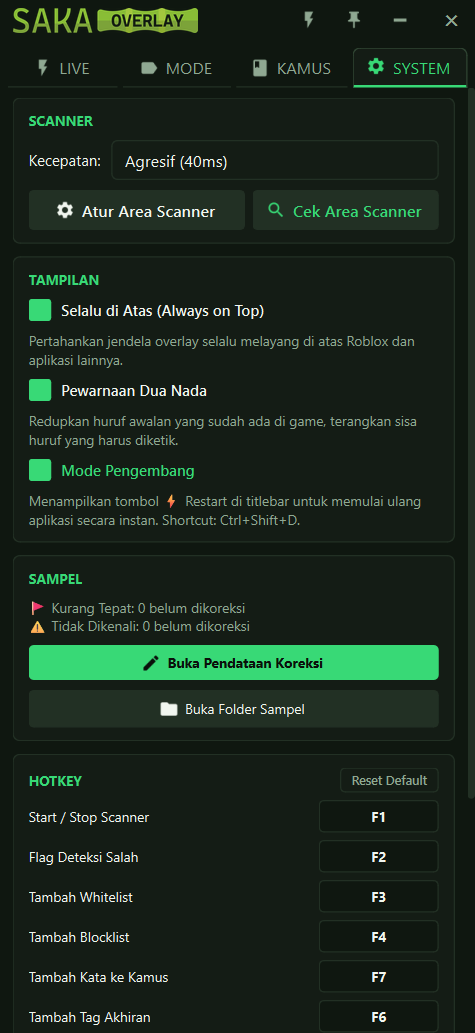 SAKA OVERLAY
LIVE
MODE
KAMUS
SYSTEM
SCANNER
Kecepatan:
Agresif (40ms)
Atur Area Scanner
Cek Area Scanner
TAMPILAN
Selalu di Atas (Always on Top)
Pertahankan jendela overlay selalu melayang di atas Roblox dan
aplikasi lainnya.
Pewarnaan Dua Nada
Redupkan huruf awalan yang sudah ada di game, terangkan sisa
huruf yang harus diketik.
Mode Pengembang
Menampilkan tombol ⚡ Restart di titlebar untuk memulai ulang
aplikasi secara instan. Shortcut: Ctrl+Shift+D.
SAMPEL
🚩 Kurang Tepat: 0 belum dikoreksi
⚠️ Tidak Dikenali: 0 belum dikoreksi
Buka Pendataan Koreksi
Buka Folder Sampel
HOTKEY
Reset Default
Start / Stop Scanner
F1
Flag Deteksi Salah
F2
Tambah Whitelist
F3
Tambah Blocklist
F4
Tambah Kata ke Kamus
F7
Tambah Tag Akhiran
F6